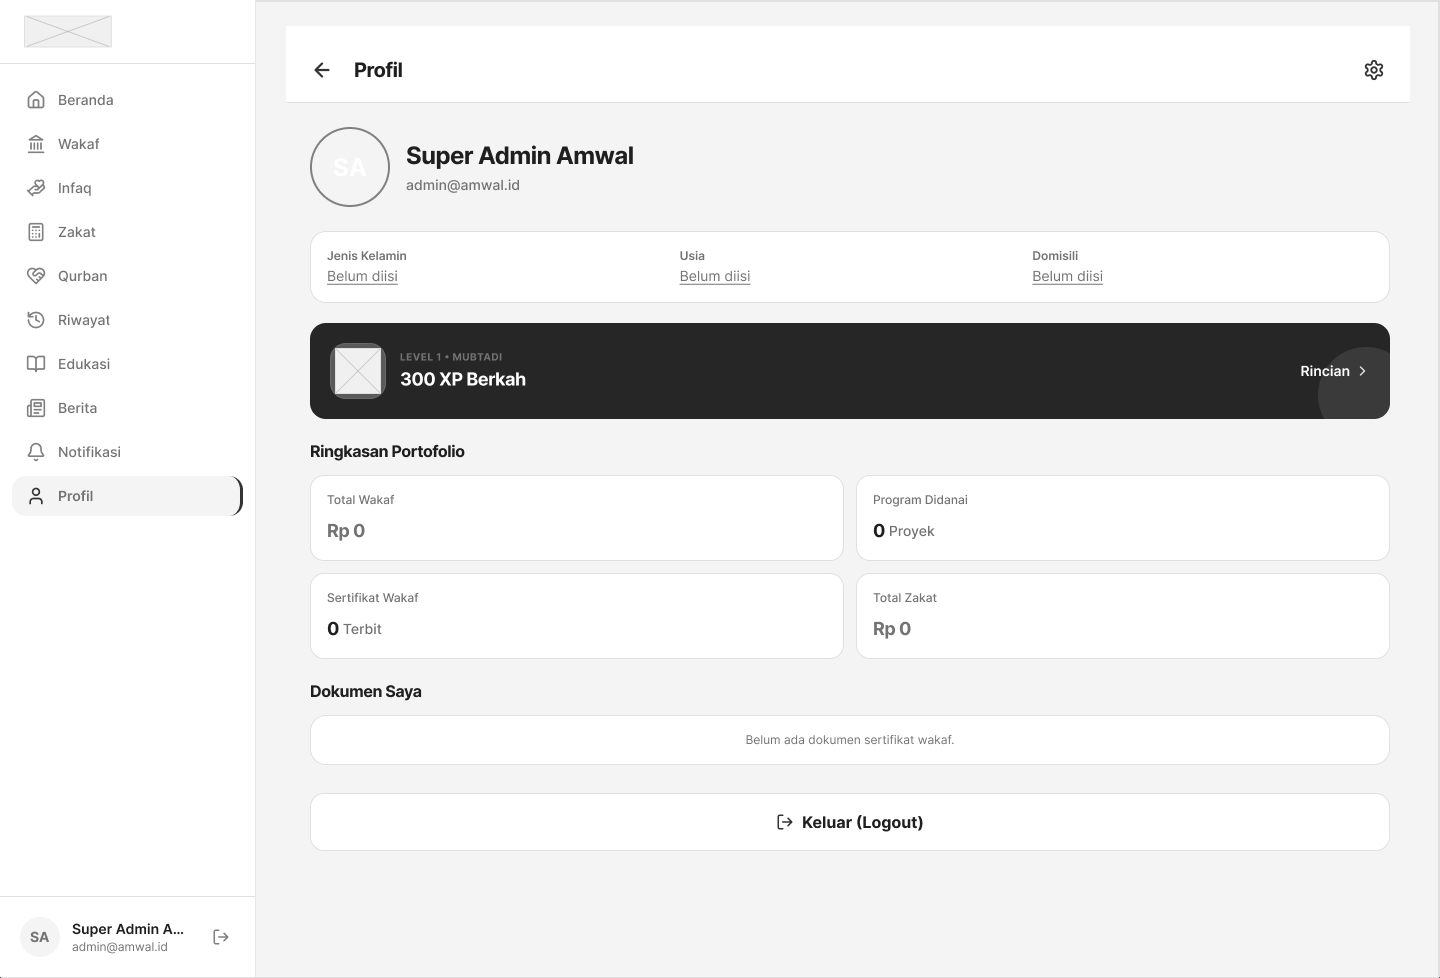 Beranda
Wakaf
Infaq
Zakat
Qurban
Riwayat
Edukasi
Berita
Notifikasi
Profil
SA
Super Admin A...
admin@amwal.id
Profil
SA
Super Admin Amwal
admin@amwal.id
Jenis Kelamin
Belum diisi
Usia
Belum diisi
Domisili
Belum diisi
LEVEL 1 • MUBTADI
300 XP Berkah
Rincian
Ringkasan Portofolio
Total Wakaf
Rp 0
Program Didanai
0 Proyek
Sertifikat Wakaf
0 Terbit
Total Zakat
Rp 0
Dokumen Saya
Belum ada dokumen sertifikat wakaf.
Keluar (Logout)